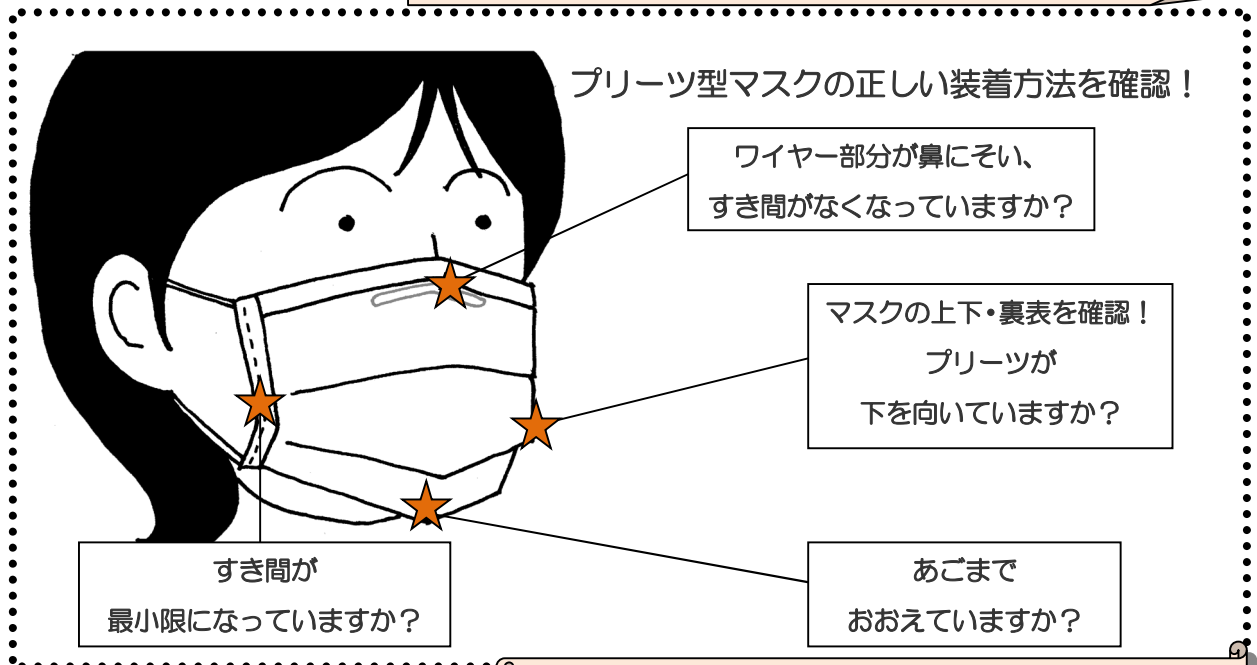 プリーツ型マスクの正しい装着方法を確認！
ワイヤー部分が鼻にそい、
すき間がなくなっていますか？
マスクの上下・裏表を確認！
プリーツが
下を向いていますか？
すき間が
最小限になっていますか？
あごまで
おおえていますか？